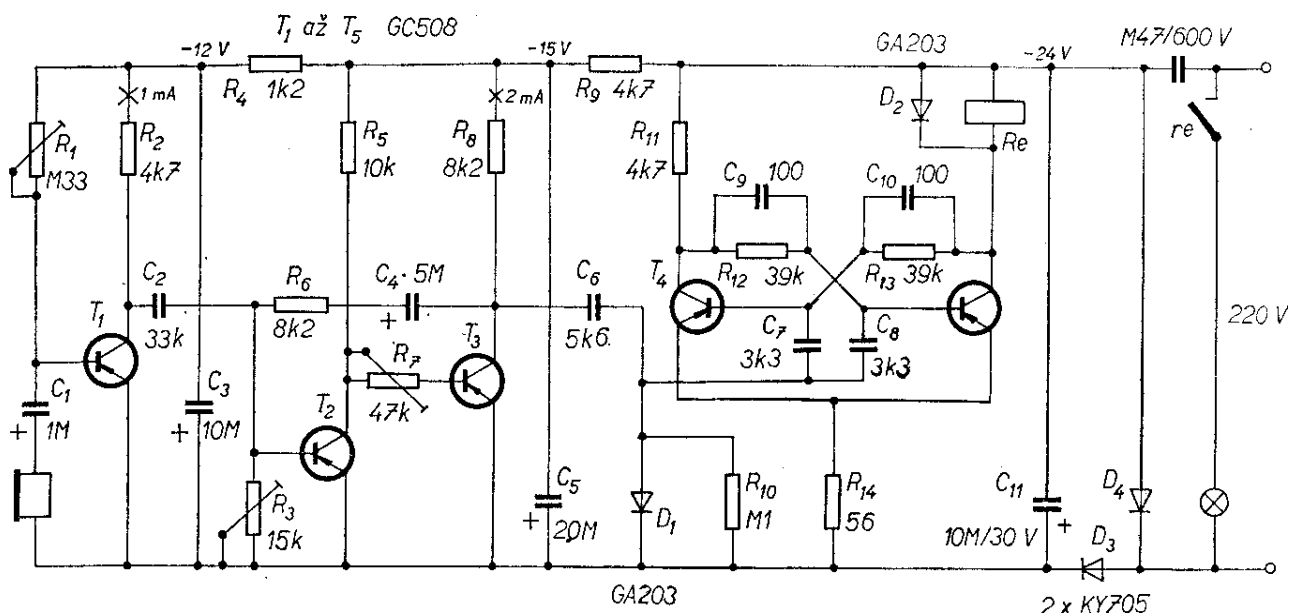 T1 až T5 GC508
-12 V
-15 V
GA203
-24 V
M47/600 V
R4
1k2
R9
4k7
1 mA
2 mA
D2
Re
re
R1
M33
R2
4k7
R5
10k
R8
8k2
R11
4k7
C9 100
C10 100
C2
33k
R6
8k2
C4 5M
+
C6
5k6
R12
39k
R13
39k
T1
T3
T4
C7
3k3
C8
3k3
220 V
R7
47k
C1
+ 1M
C3
+ 10M
T2
R3
15k
C5
+ 20M
D1
R10
M1
R14
56
C11
+
10M/30 V
D4
D3
GA203
2 x KY705